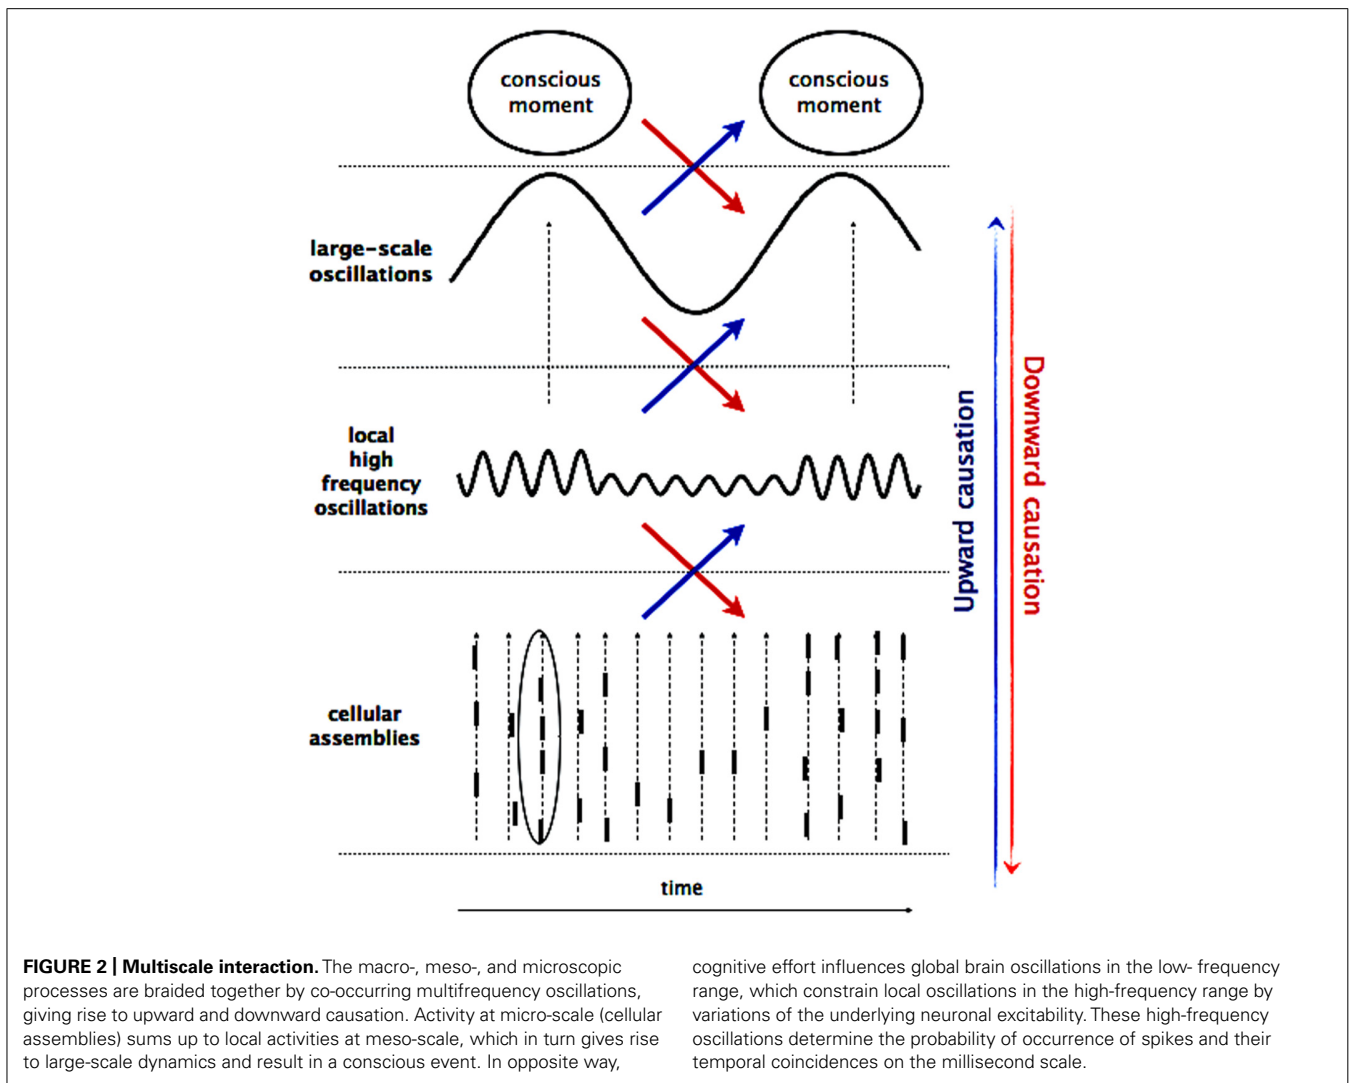 conscious
moment
conscious
moment
large-scale
oscillations
local
high
frequency
oscillations
cellular
assemblies
time
Upward causation
Downward causation
FIGURE 2 | Multiscale interaction. The macro-, meso-, and microscopic
processes are braided together by co-occurring multifrequency oscillations,
giving rise to upward and downward causation. Activity at micro-scale (cellular
assemblies) sums up to local activities at meso-scale, which in turn gives rise
to large-scale dynamics and result in a conscious event. In opposite way,
cognitive effort influences global brain oscillations in the low- frequency
range, which constrain local oscillations in the high-frequency range by
variations of the underlying neuronal excitability. These high-frequency
oscillations determine the probability of occurrence of spikes and their
temporal coincidences on the millisecond scale.